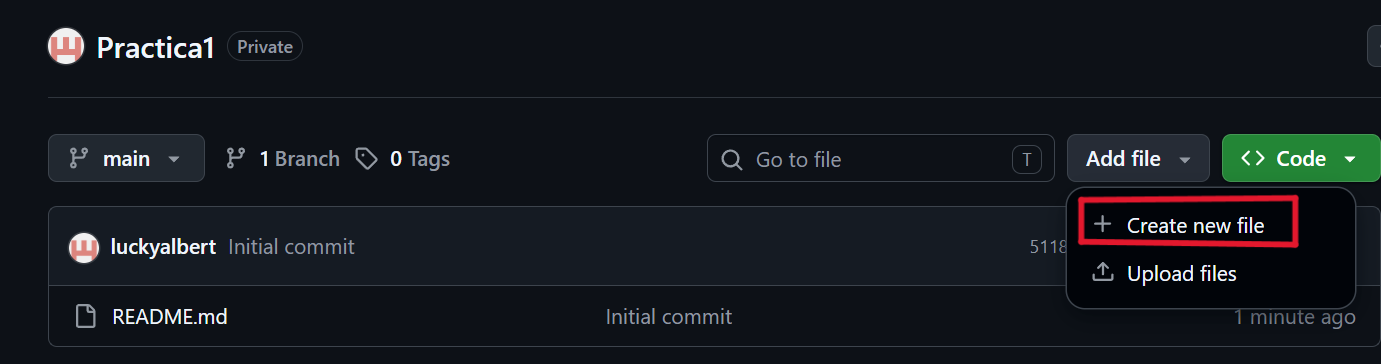 Practica1 Private
main 1 Branch 0 Tags Go to file T Add file Code
Create new file
luckyalbert Initial commit 5118
Upload files
README.md Initial commit 1 minute ago